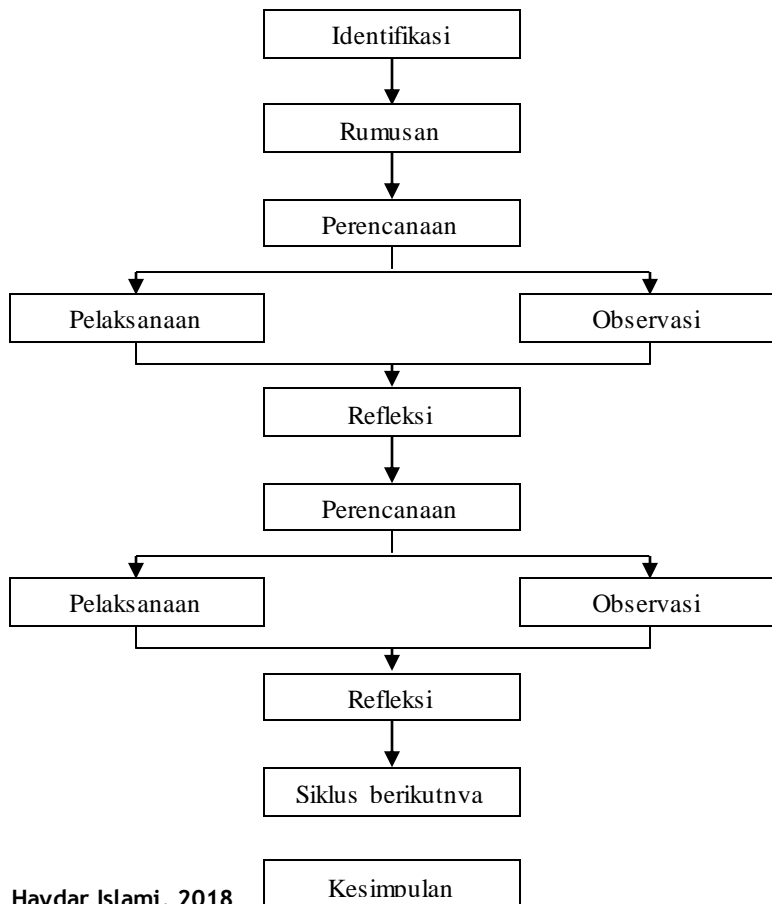 Identifikasi
Rumusan
Perencanaan
Pelaksanaan
Observasi
Refleksi
Perencanaan
Pelaksanaan
Observasi
Refleksi
Siklus berikutnya
Kesimpulan
Haydar Islami, 2018